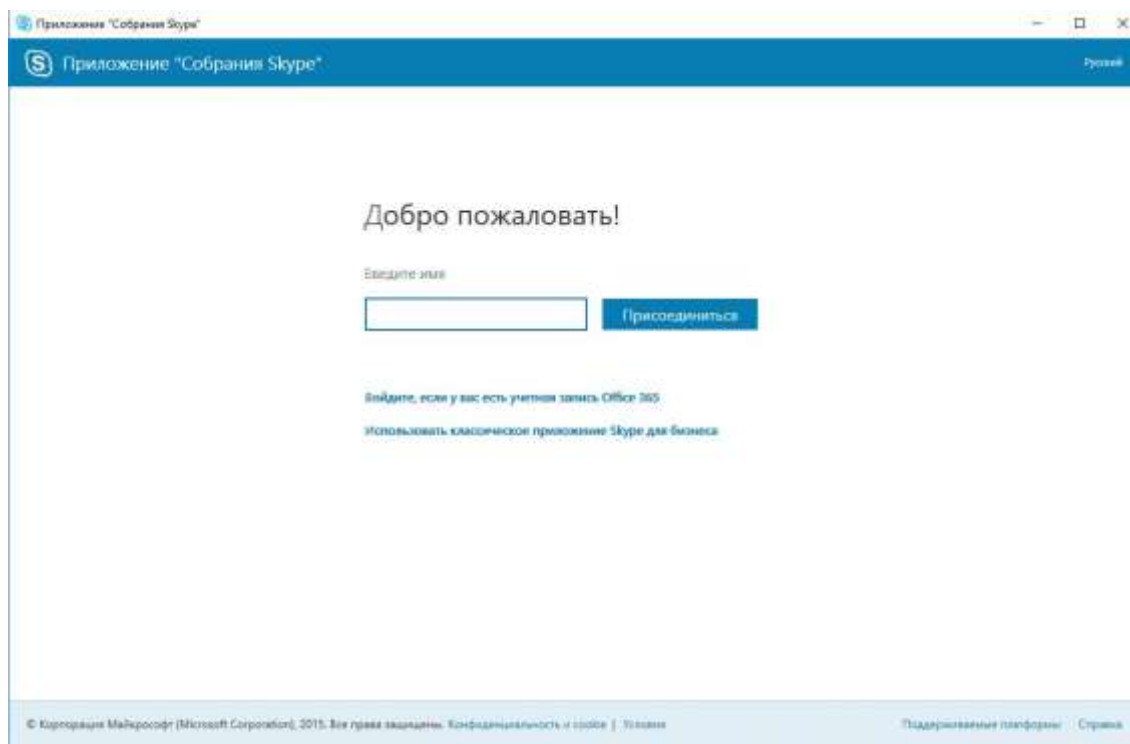 Приложение "Собрания Skype"
Приложение "Собрания Skype"
Русский
Добро пожаловать!
Введите имя
Присоединиться
Войдите, если у вас есть учетная запись Office 365
Использовать классическое приложение Skype для бизнеса
© Корпорация Майкрософт (Microsoft Corporation), 2015. Все права защищены. Конфиденциальность и cookie | Условия
Поддерживаемые платформы Справка